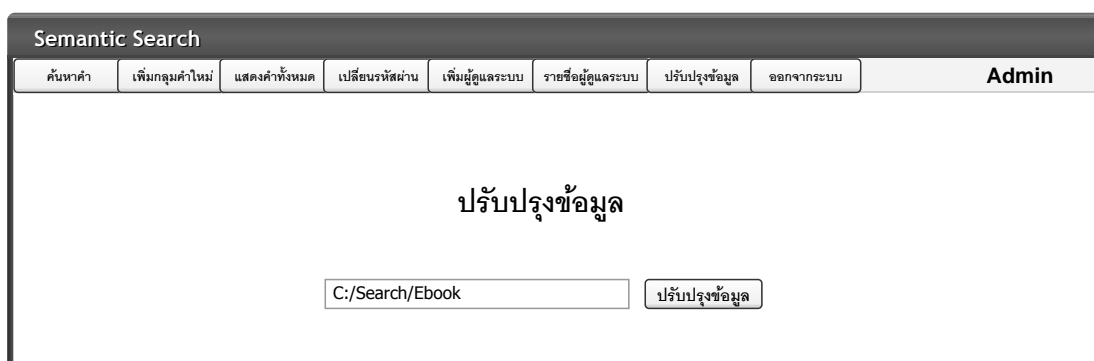 Semantic Search
ค้นหาคำ เพิ่มกลุมคำใหม่ แสดงคำทั้งหมด เปลี่ยนรหัสผ่าน เพิ่มผู้ดูแลระบบ รายชื่อผู้ดูแลระบบ ปรับปรุงข้อมูล ออกจากระบบ Admin
ปรับปรุงข้อมูล
C:/Search/Ebook ปรับปรุงข้อมูล